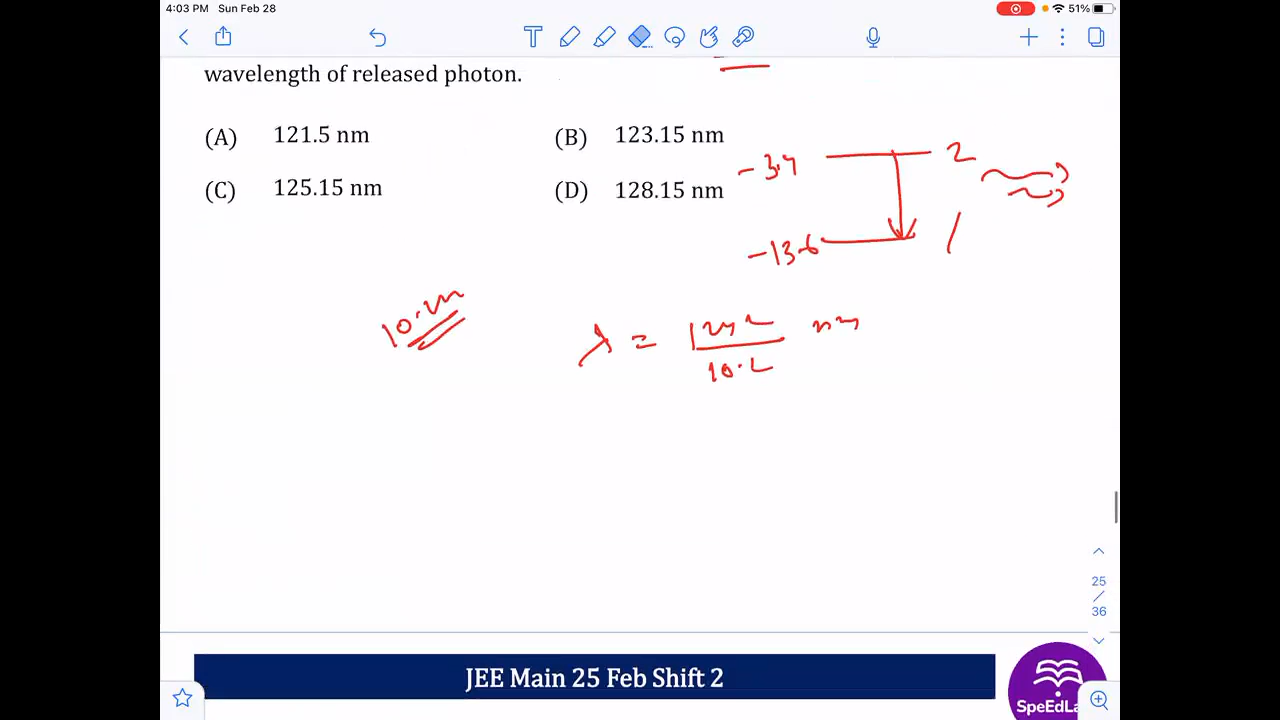 4:03 PM Sun Feb 28 51%
wavelength of released photon.
(A) 121.5 nm (B) 123.15 nm
(C) 125.15 nm (D) 128.15 nm
-3.4 2
-13.6 1
λ = 1242 / 10.2 nm
25
/
36
JEE Main 25 Feb Shift 2